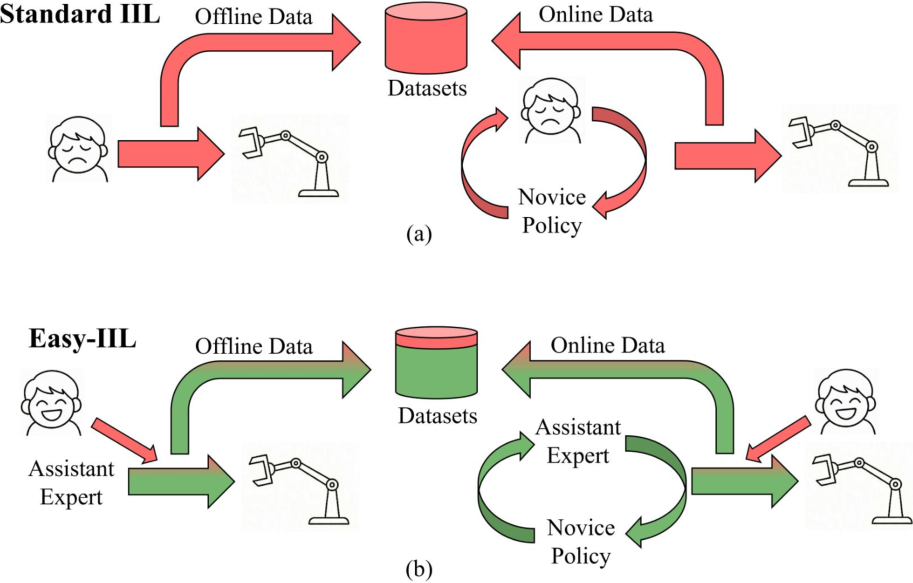 Standard IIL
Offline Data
Online Data
Datasets
Novice
Policy
(a)
Easy-IIL
Offline Data
Online Data
Datasets
Assistant
Expert
Assistant
Expert
Novice
Policy
(b)